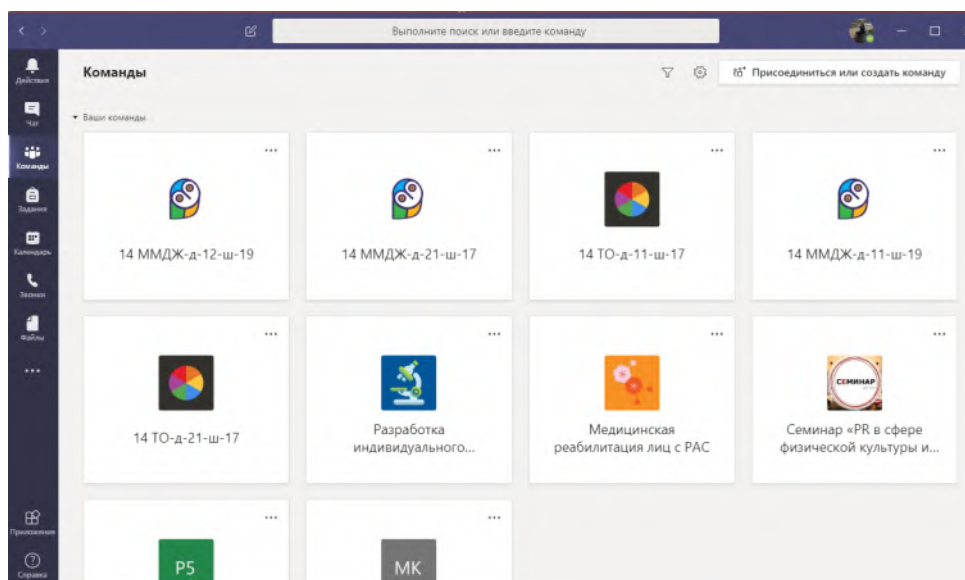 Выполните поиск или введите команду
Действия
Чат
Команды
Задания
Календарь
Звонки
Файлы
Приложения
Справка
Команды
Присоединиться или создать команду
Ваши команды
14 ММДЖ-д-12-ш-19
14 ММДЖ-д-21-ш-17
14 ТО-д-11-ш-17
14 ММДЖ-д-11-ш-19
14 ТО-д-21-ш-17
Разработка
индивидуального...
Медицинская
реабилитация лиц с РАС
СЕМИНАР
Семинар «PR в сфере
физической культуры и...
Р5
МК